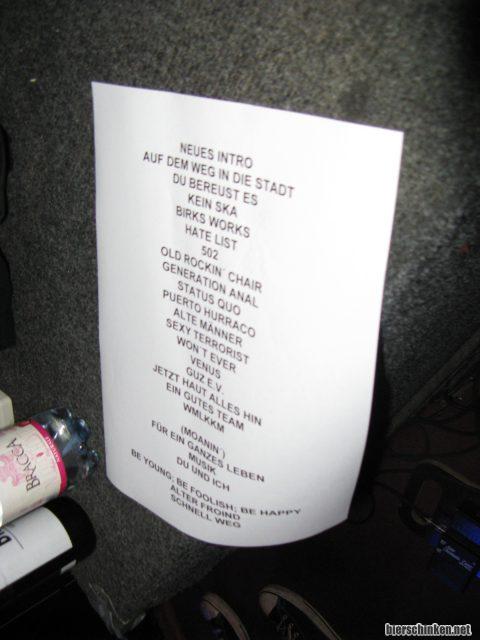 NEUES INTRO
AUF DEM WEG IN DIE STADT
DU BEREUST ES
KEIN SKA
BIRKS WORKS
HATE LIST
502
OLD ROCKIN´ CHAIR
GENERATION ANAL
STATUS QUO
PUERTO HURRACO
ALTE MÄNNER
SEXY TERRORIST
WON´T EVER
VENUS
GUZ E.V.
JETZT HAUT ALLES HIN
EIN GUTES TEAM
WMLKKM
(MOANIN´)
FÜR EIN GANZES LEBEN
MUSIK
DU UND ICH
BE YOUNG; BE FOOLISH; BE HAPPY
ALTER FROIND
SCHNELL WEG
bierschinken.net